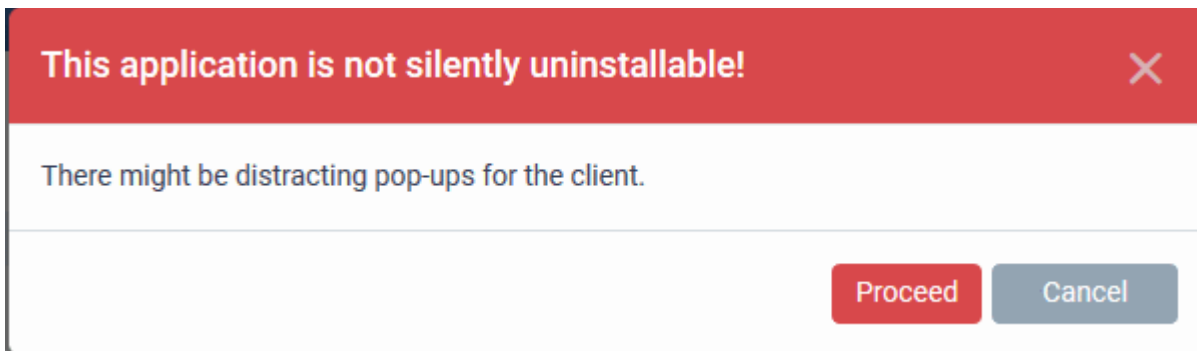 This application is not silently uninstallable!
There might be distracting pop-ups for the client.
Proceed Cancel